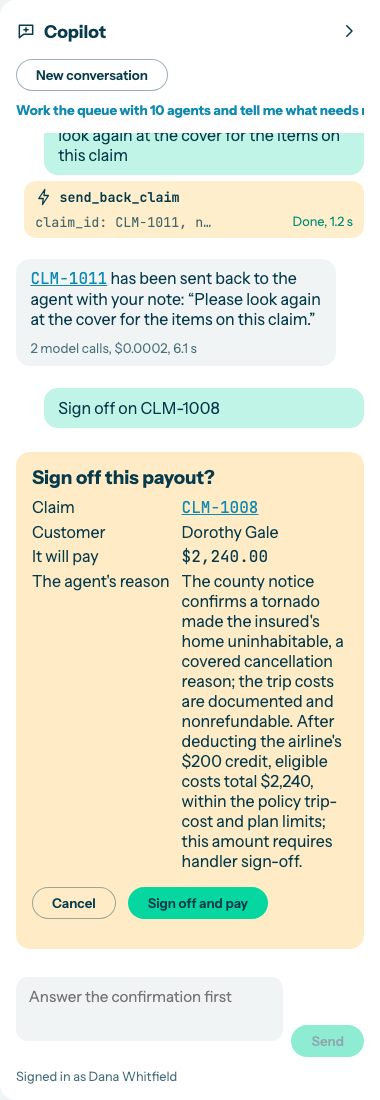 Copilot
New conversation
Work the queue with 10 agents and tell me what needs
look again at the cover for the items on
this claim
send_back_claim
claim_id: CLM-1011, n…
Done, 1.2 s
CLM-1011 has been sent back to the
agent with your note: “Please look again
at the cover for the items on this claim.”
2 model calls, $0.0002, 6.1 s
Sign off on CLM-1008
Sign off this payout?
Claim CLM-1008
Customer Dorothy Gale
It will pay $2,240.00
The agent's reason The county notice
confirms a tornado
made the insured's
home uninhabitable, a
covered cancellation
reason; the trip costs
are documented and
nonrefundable. After
deducting the airline's
$200 credit, eligible
costs total $2,240,
within the policy trip-
cost and plan limits;
this amount requires
handler sign-off.
Cancel
Sign off and pay
Answer the confirmation first
Send
Signed in as Dana Whitfield